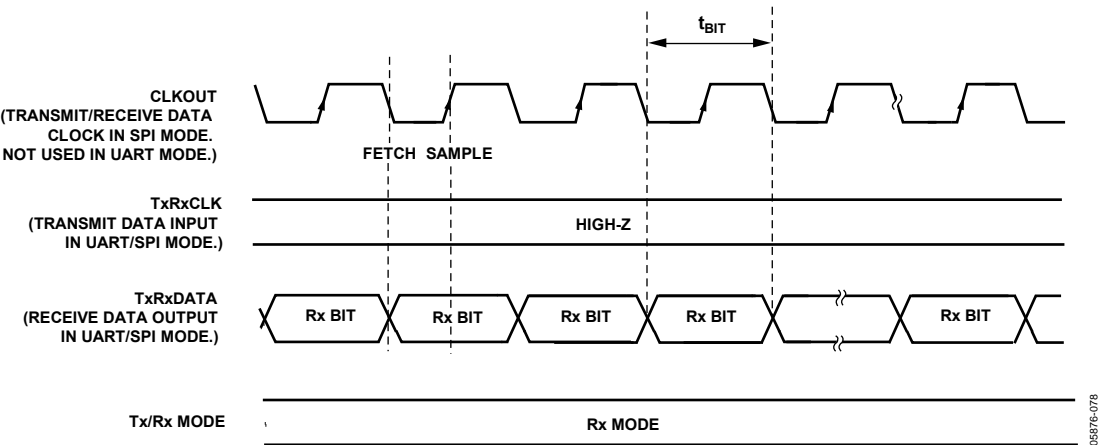 tBIT
CLKOUT
(TRANSMIT/RECEIVE DATA
CLOCK IN SPI MODE.
NOT USED IN UART MODE.)
FETCH SAMPLE
TxRxCLK
(TRANSMIT DATA INPUT
IN UART/SPI MODE.)
HIGH-Z
TxRxDATA
(RECEIVE DATA OUTPUT
IN UART/SPI MODE.)
Rx BIT Rx BIT Rx BIT Rx BIT Rx BIT
Tx/Rx MODE
Rx MODE
05876-078